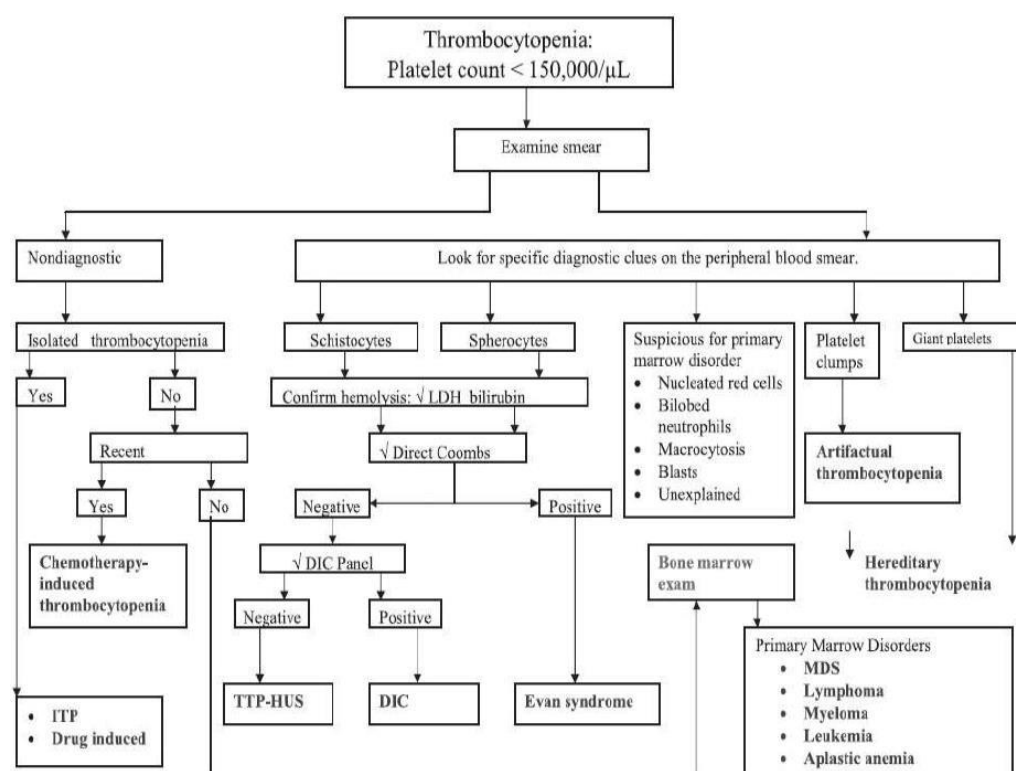 Thrombocytopenia:
Platelet count < 150,000/µL
Examine smear
Nondiagnostic
Look for specific diagnostic clues on the peripheral blood smear.
Isolated thrombocytopenia
Schistocytes
Spherocytes
Suspicious for primary
marrow disorder
• Nucleated red cells
• Bilobed
neutrophils
• Macrocytosis
• Blasts
• Unexplained
Platelet
clumps
Giant platelets
Yes
No
Confirm hemolysis: √ LDH bilirubin
Recent
√ Direct Coombs
Artifactual
thrombocytopenia
Yes
No
Negative
Positive
Chemotherapy-
induced
thrombocytopenia
√ DIC Panel
Bone marrow
exam
Hereditary
thrombocytopenia
Negative
Positive
Primary Marrow Disorders
• MDS
• Lymphoma
• Myeloma
• Leukemia
• Aplastic anemia
• ITP
• Drug induced
TTP-HUS
DIC
Evan syndrome